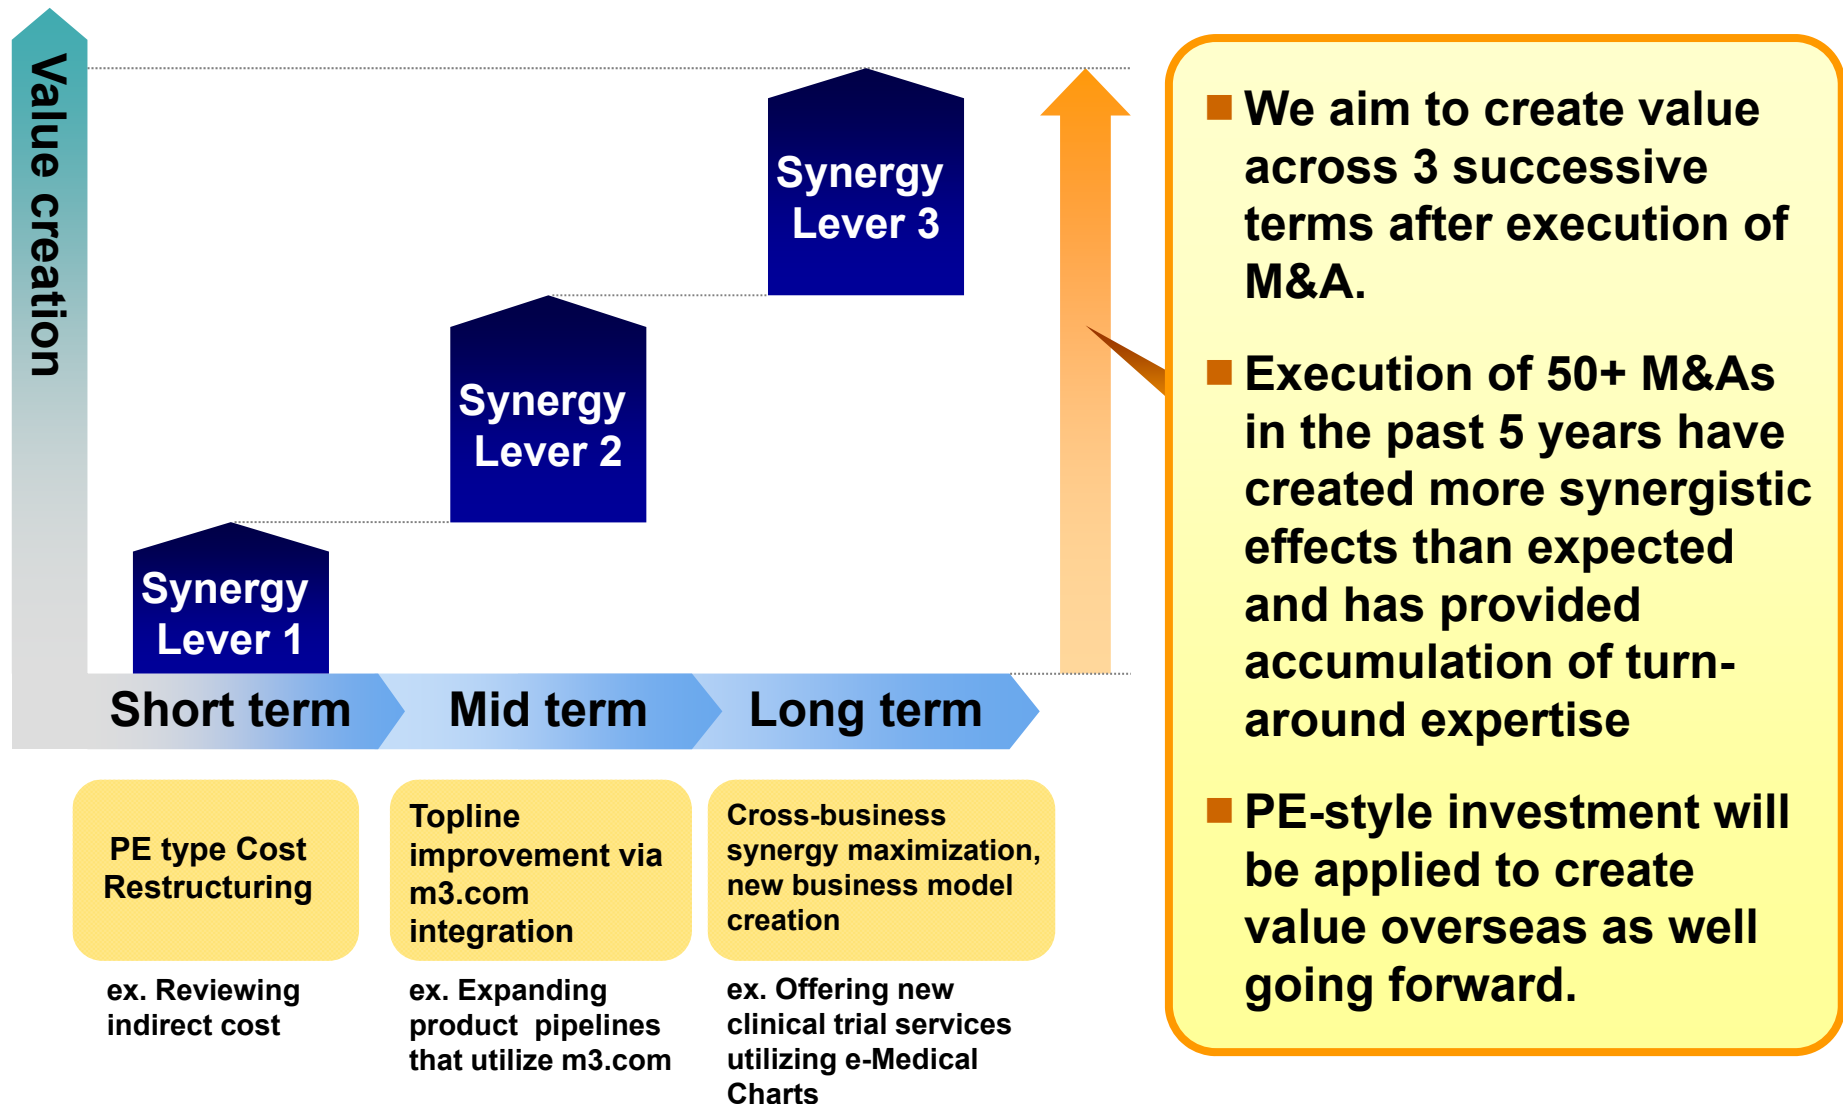 Value creation
Synergy
Lever 1
Synergy
Lever 2
Synergy
Lever 3
Short term
Mid term
Long term
PE type Cost
Restructuring
ex. Reviewing
indirect cost
Topline
improvement via
m3.com
integration
ex. Expanding
product pipelines
that utilize m3.com
Cross-business
synergy maximization,
new business model
creation
ex. Offering new
clinical trial services
utilizing e-Medical
Charts
We aim to create value
across 3 successive
terms after execution of
M&A.
Execution of 50+ M&As
in the past 5 years have
created more synergistic
effects than expected
and has provided
accumulation of turn-
around expertise
PE-style investment will
be applied to create
value overseas as well
going forward.